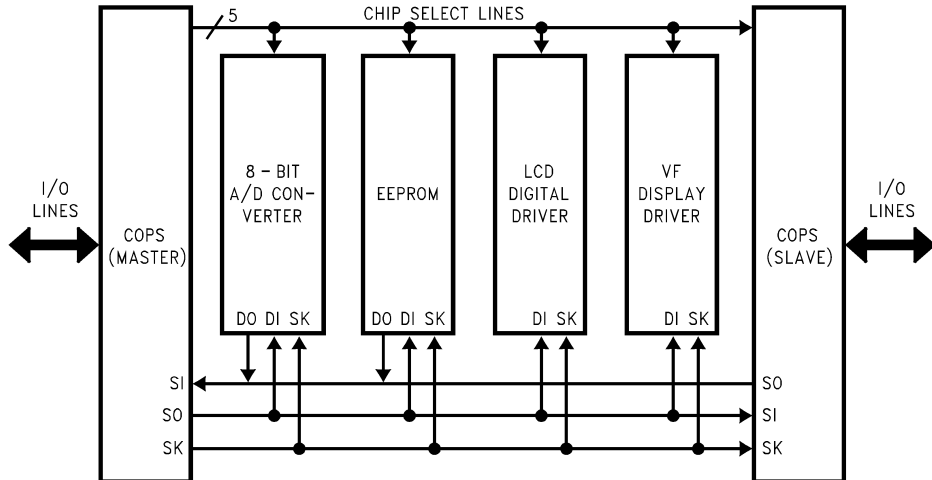 5
CHIP SELECT LINES
I/O
LINES
COPS
(MASTER)
8-BIT
A/D CON-
VERTER
EEPROM
LCD
DIGITAL
DRIVER
VF
DISPLAY
DRIVER
COPS
(SLAVE)
I/O
LINES
DO DI SK
DO DI SK
DI SK
DI SK
SI
SO
SO
SI
SK
SK